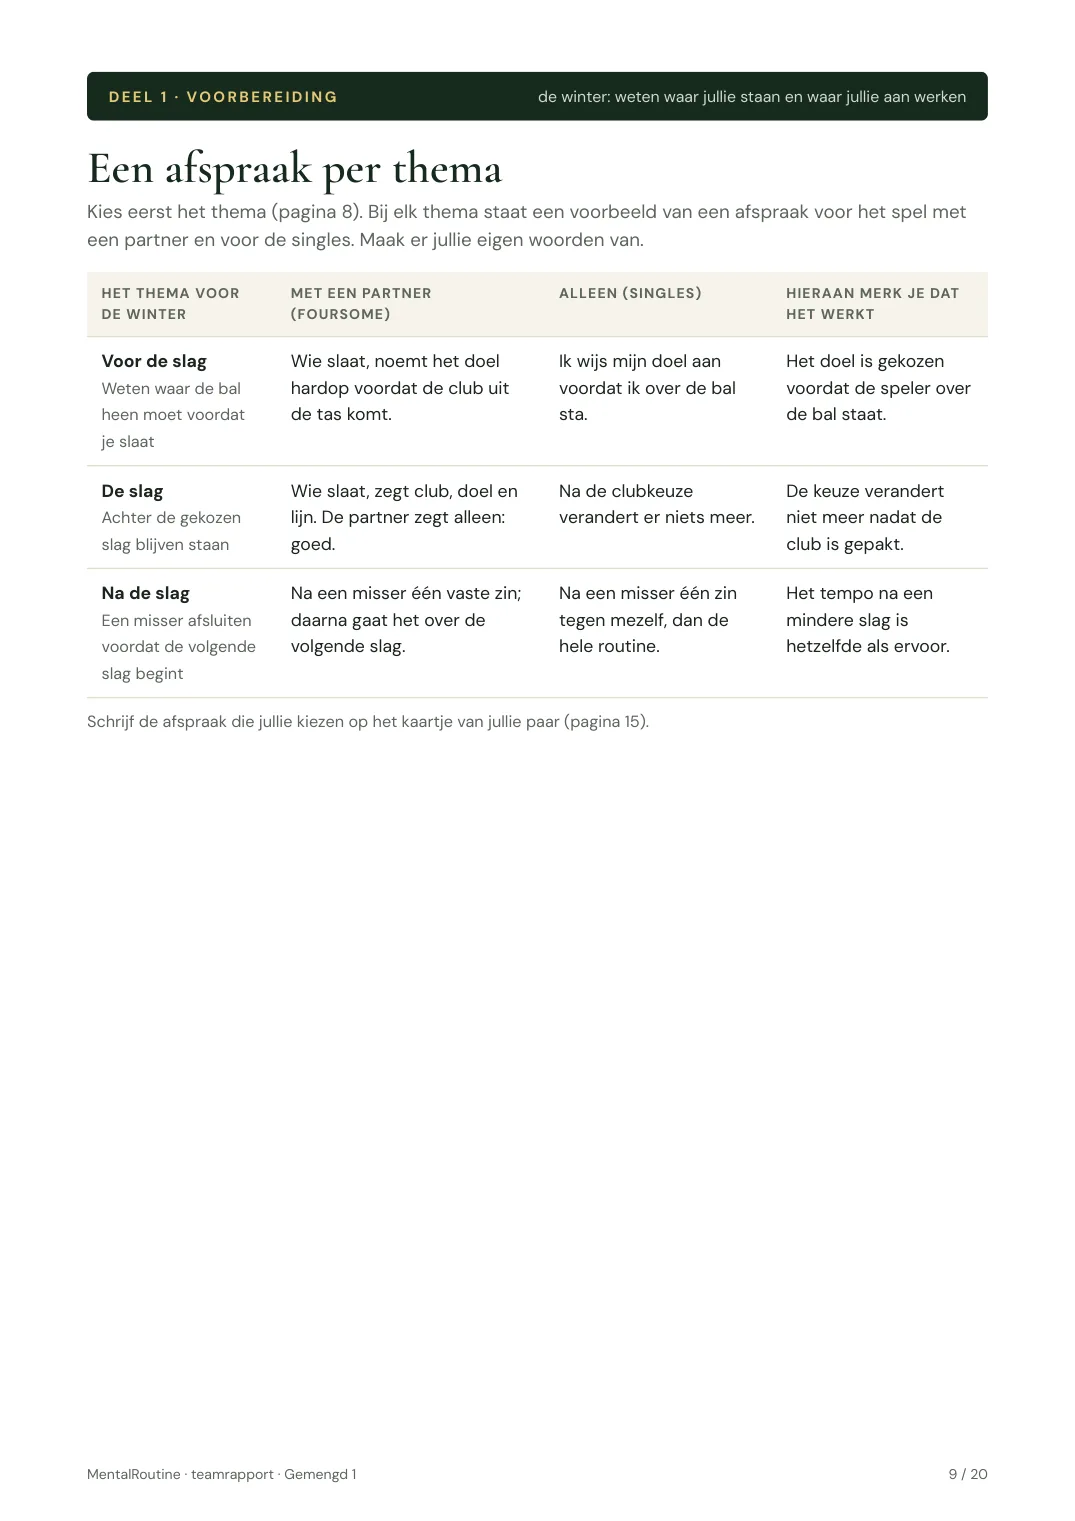 DEEL 1 · VOORBEREIDING
de winter: weten waar jullie staan en waar jullie aan werken
Een afspraak per thema
Kies eerst het thema (pagina 8). Bij elk thema staat een voorbeeld van een afspraak voor het spel met
een partner en voor de singles. Maak er jullie eigen woorden van.
HET THEMA VOOR
DE WINTER
MET EEN PARTNER
(FOURSOME)
ALLEEN (SINGLES)
HIERAAN MERK JE DAT
HET WERKT
Voor de slag
Weten waar de bal
heen moet voordat
je slaat
Wie slaat, noemt het doel
hardop voordat de club uit
de tas komt.
Ik wijs mijn doel aan
voordat ik over de bal
sta.
Het doel is gekozen
voordat de speler over
de bal staat.
De slag
Achter de gekozen
slag blijven staan
Wie slaat, zegt club, doel en
lijn. De partner zegt alleen:
goed.
Na de clubkeuze
verandert er niets meer.
De keuze verandert
niet meer nadat de
club is gepakt.
Na de slag
Een misser afsluiten
voordat de volgende
slag begint
Na een misser één vaste zin;
daarna gaat het over de
volgende slag.
Na een misser één zin
tegen mezelf, dan de
hele routine.
Het tempo na een
mindere slag is
hetzelfde als ervoor.
Schrijf de afspraak die jullie kiezen op het kaartje van jullie paar (pagina 15).
MentalRoutine · teamrapport · Gemengd 1
9 / 20